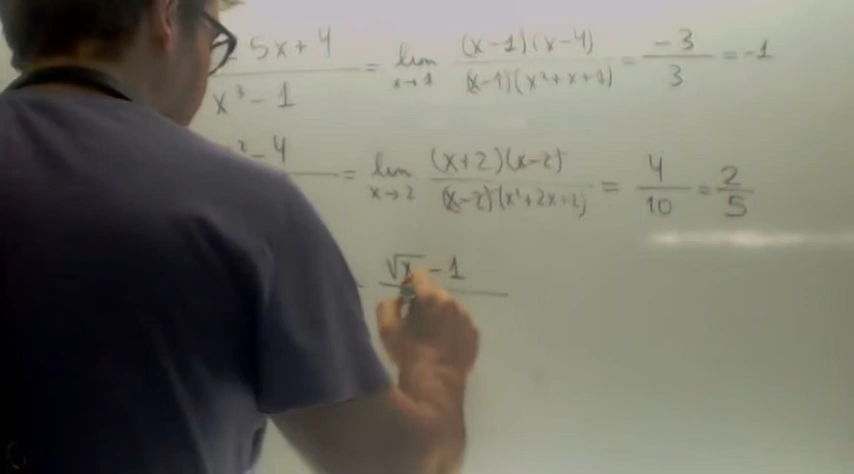 5x+4 / x³-1 = lim x→1 (x-1)(x-4) / (x-1)(x²+x+1) = -3/3 = -1
²-4 = lim x→2 (x+2)(x-2) / (x-2)(x²+2x+2) = 4/10 = 2/5
√x - 1